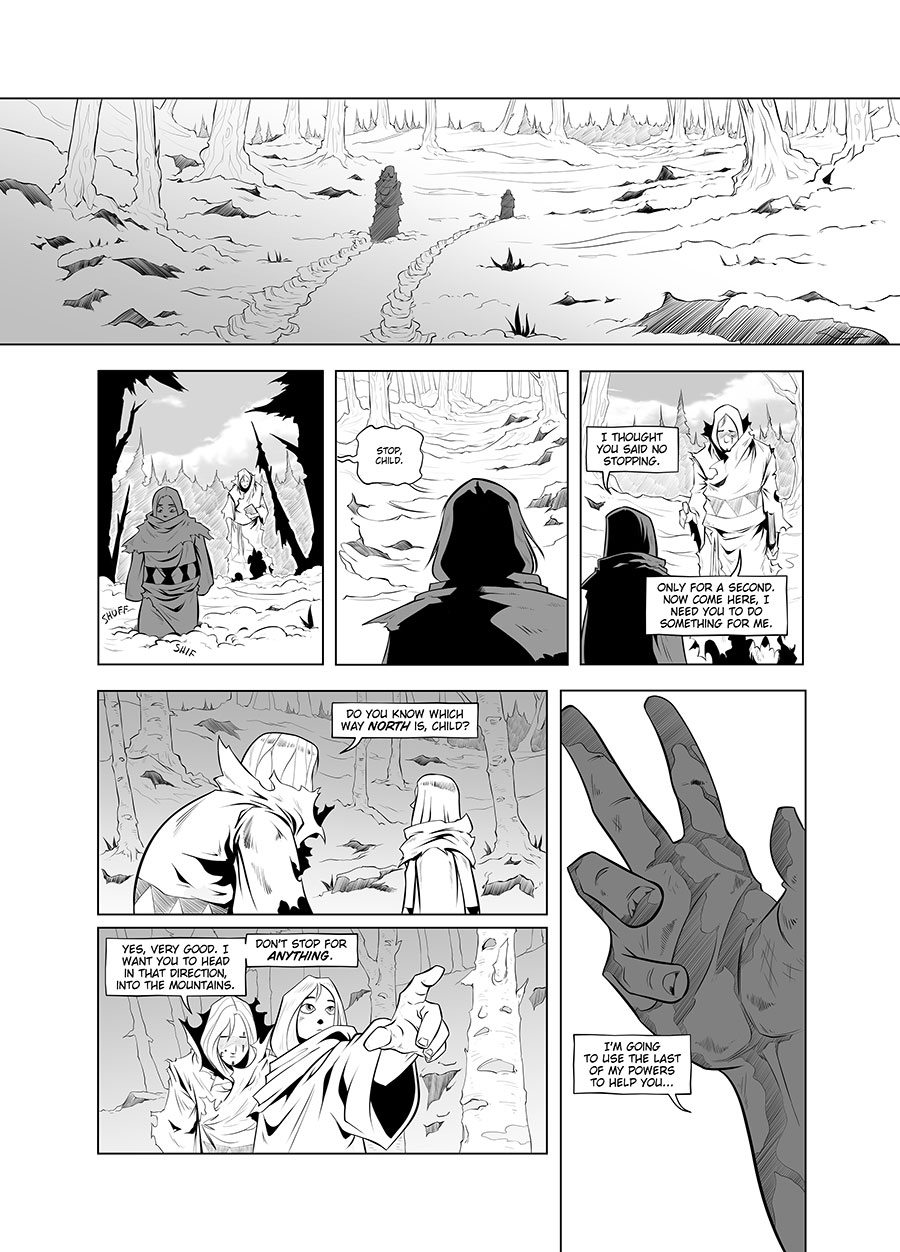 SHUFF
SHIF
STOP,
CHILD.
I THOUGHT
YOU SAID NO
STOPPING.
ONLY FOR A SECOND.
NOW COME HERE, I
NEED YOU TO DO
SOMETHING FOR ME.
DO YOU KNOW WHICH
WAY NORTH IS, CHILD?
YES, VERY GOOD. I
WANT YOU TO HEAD
IN THAT DIRECTION,
INTO THE MOUNTAINS.
DON'T STOP FOR
ANYTHING.
I'M GOING
TO USE THE LAST
OF MY POWERS
TO HELP YOU...